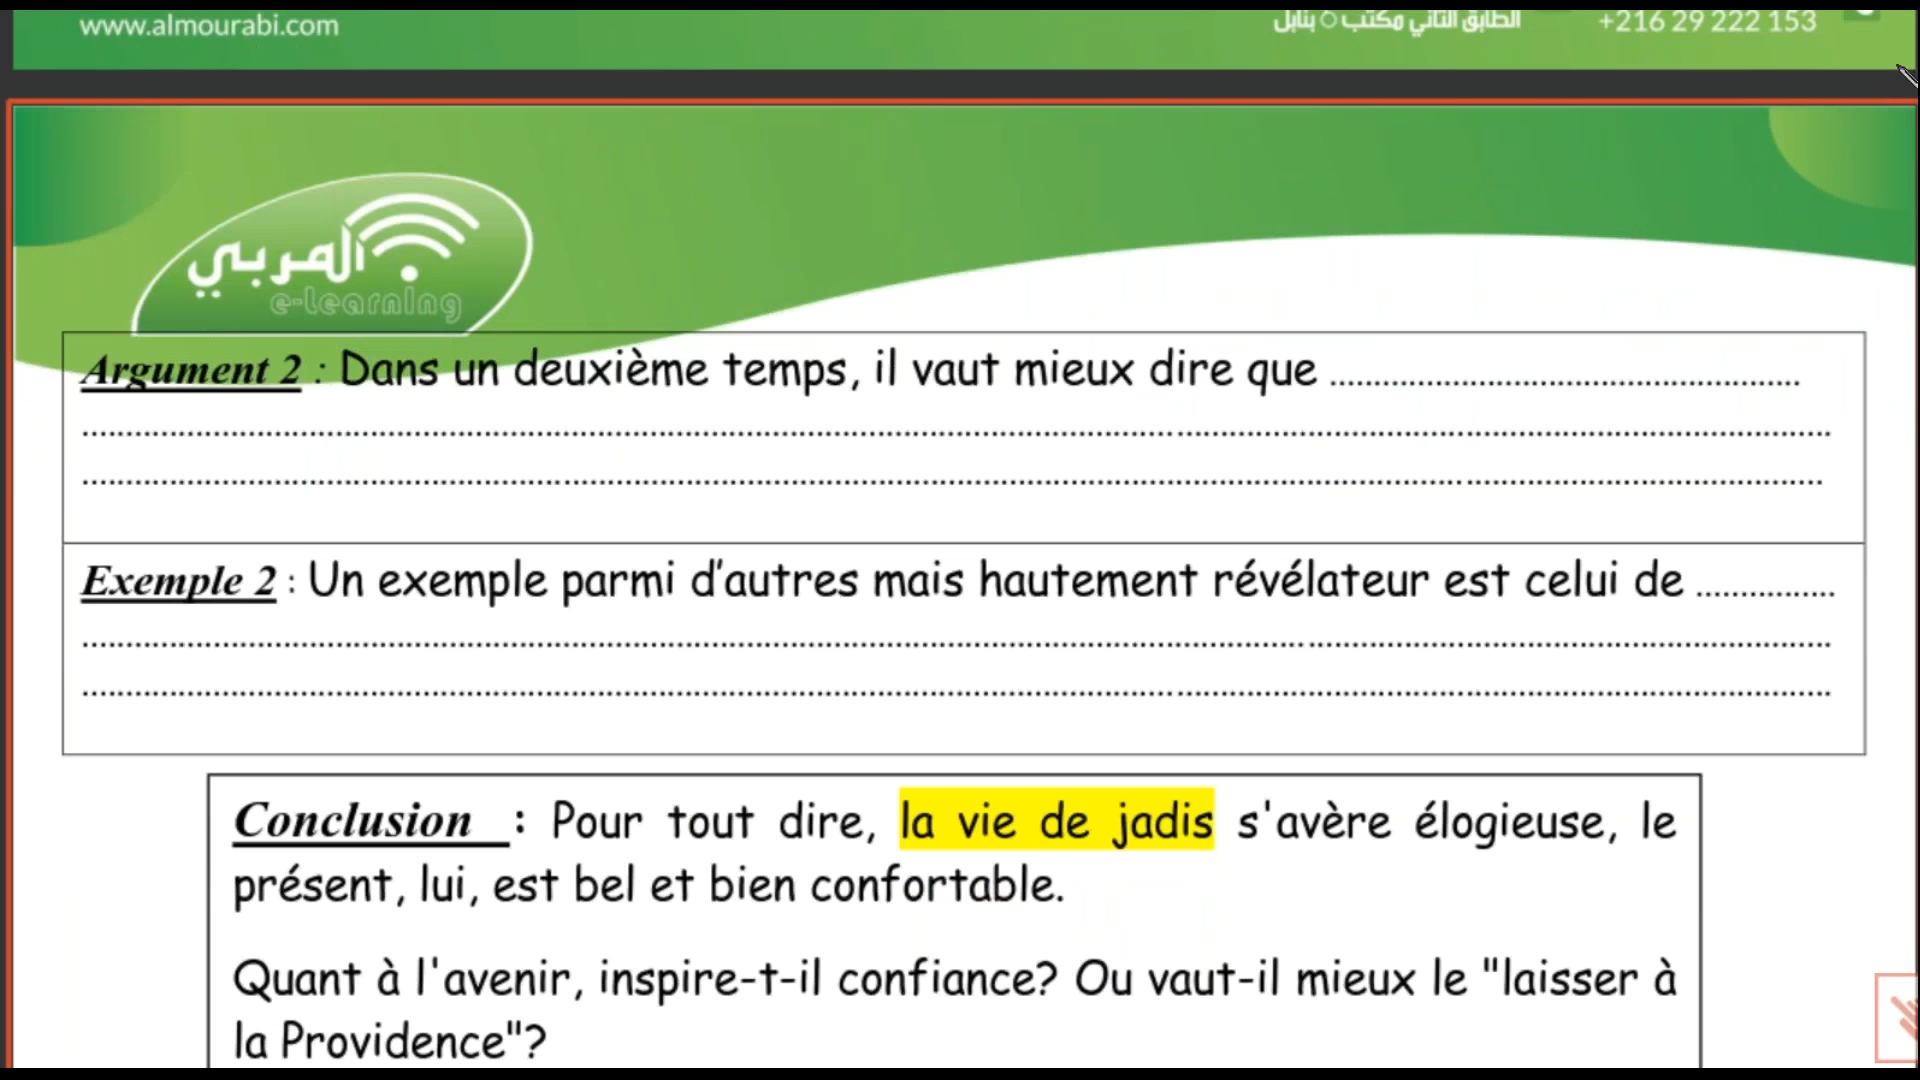 www.almourabi.com
الطابق الثاني مكتب 6 بنابل
+216 29 222 153
المربي
e-Learning
Argument 2 : Dans un deuxième temps, il vaut mieux dire que ................................................
................................................................................
................................................................................
Exemple 2 : Un exemple parmi d'autres mais hautement révélateur est celui de ................
................................................................................
................................................................................
Conclusion : Pour tout dire, la vie de jadis s'avère élogieuse, le
présent, lui, est bel et bien confortable.
Quant à l'avenir, inspire-t-il confiance? Ou vaut-il mieux le "laisser à
la Providence"?